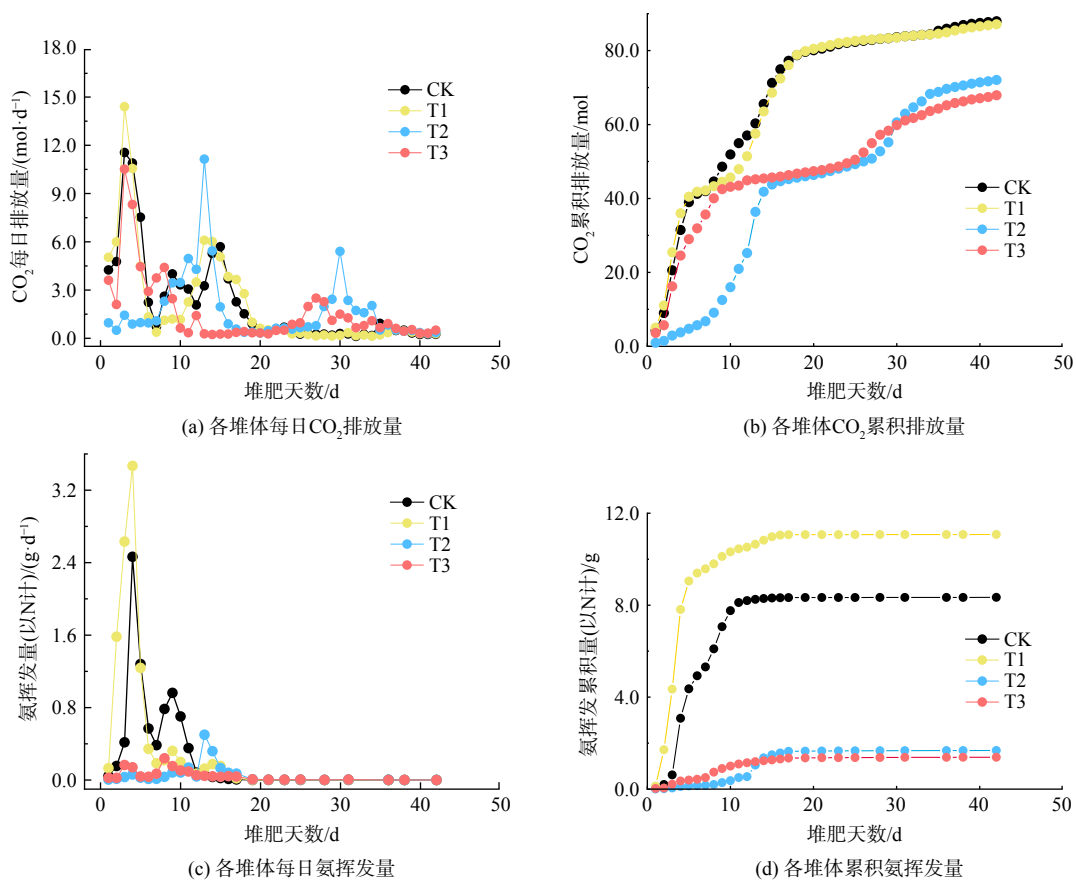 18.0
15.0
12.0
9.0
6.0
3.0
0.0
CO₂每日排放量/(mol·d⁻¹)
CK
T1
T2
T3
0 10 20 30 40 50
堆肥天数/d
(a) 各堆体每日CO₂排放量
80.0
60.0
40.0
20.0
0.0
CO₂累积排放量/mol
CK
T1
T2
T3
0 10 20 30 40 50
堆肥天数/d
(b) 各堆体CO₂累积排放量
3.2
2.4
1.6
0.8
0.0
氨挥发量(以N计)/(g·d⁻¹)
CK
T1
T2
T3
0 10 20 30 40 50
堆肥天数/d
(c) 各堆体每日氨挥发量
12.0
8.0
4.0
0.0
氨挥发累积量(以N计)/g
CK
T1
T2
T3
0 10 20 30 40 50
堆肥天数/d
(d) 各堆体累积氨挥发量